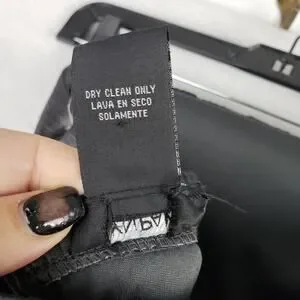 DRY CLEAN ONLY
LAVA EN SECO
SOLAMENTE